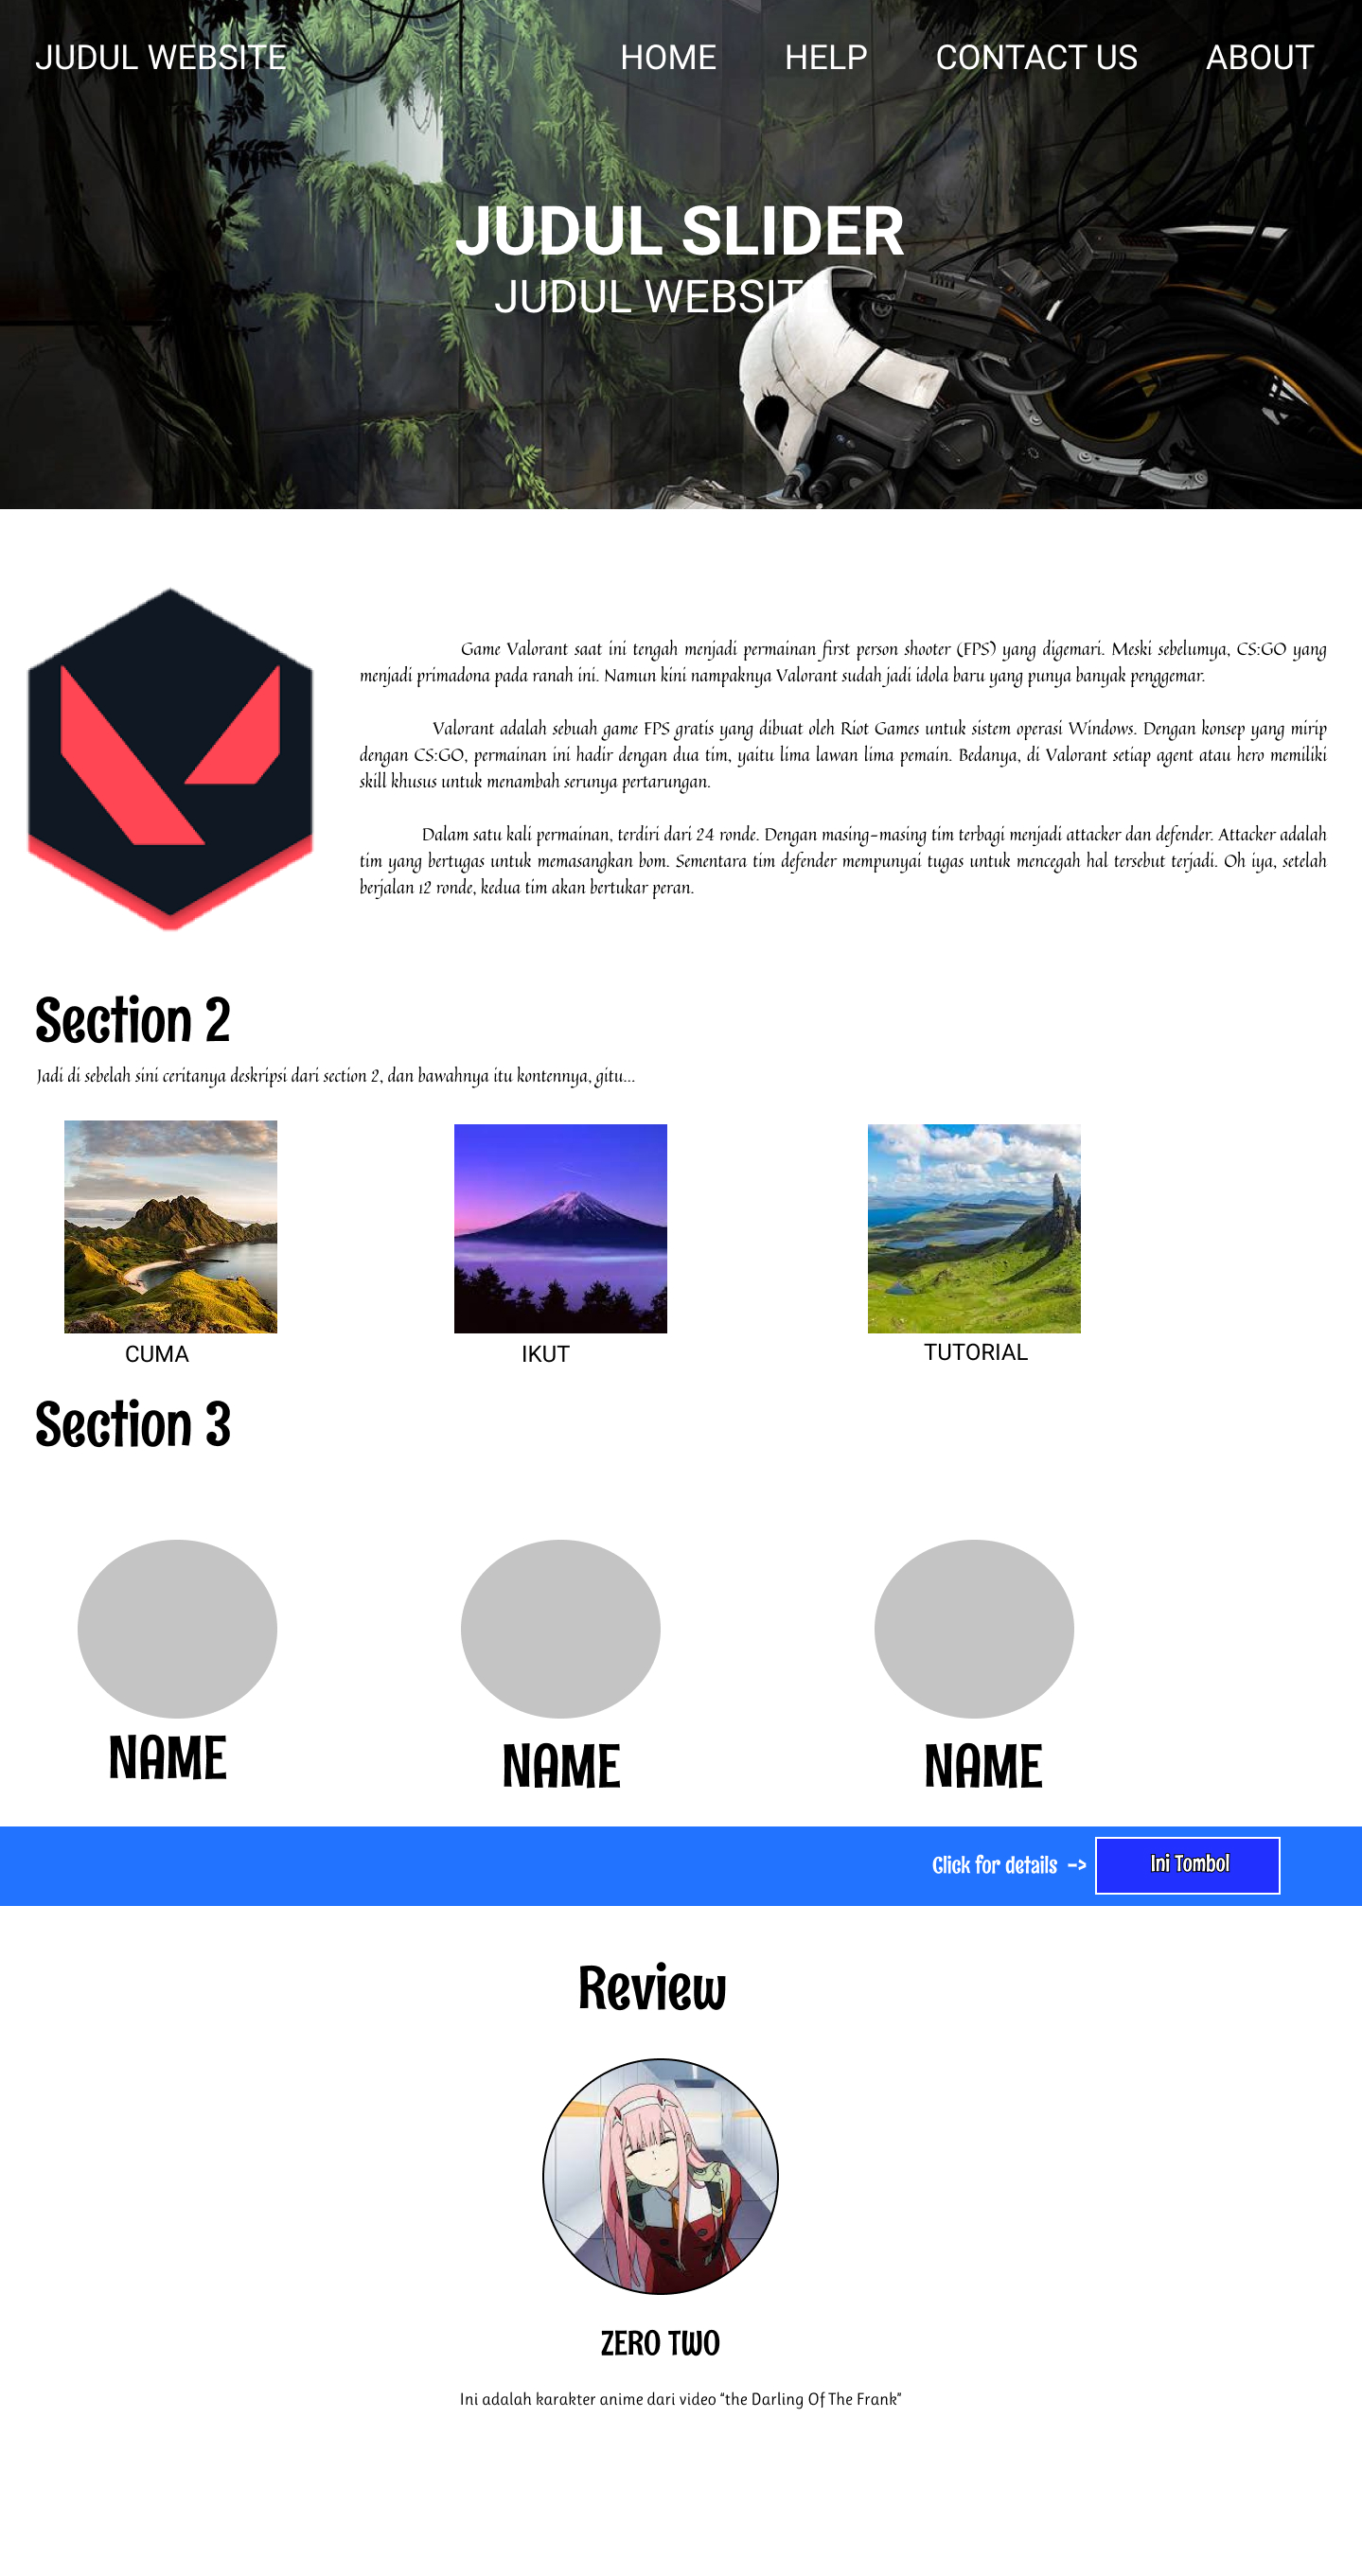 JUDUL WEBSITE HOME HELP CONTACT US ABOUT
JUDUL SLIDER
JUDUL WEBSITE
Game Valorant saat ini tengah menjadi permainan first person shooter (FPS) yang digemari. Meski sebelumya, CS:GO yang
menjadi primadona pada ranah ini. Namun kini nampaknya Valorant sudah jadi idola baru yang punya banyak penggemar.
Valorant adalah sebuah game FPS gratis yang dibuat oleh Riot Games untuk sistem operasi Windows. Dengan konsep yang mirip
dengan CS:GO, permainan ini hadir dengan dua tim, yaitu lima lawan lima pemain. Bedanya, di Valorant setiap agent atau hero memiliki
skill khusus untuk menambah serunya pertarungan.
Dalam satu kali permainan, terdiri dari 24 ronde. Dengan masing-masing tim terbagi menjadi attacker dan defender. Attacker adalah
tim yang bertugas untuk memasangkan bom. Sementara tim defender mempunyai tugas untuk mencegah hal tersebut terjadi. Oh iya, setelah
berjalan 12 ronde, kedua tim akan bertukar peran.
Section 2
Jadi di sebelah sini ceritanya deskripsi dari section 2, dan bawahnya itu kontennya, gitu...
CUMA IKUT TUTORIAL
Section 3
NAME NAME NAME
Click for details -> Ini Tombol
Review
ZERO TWO
Ini adalah karakter anime dari video “the Darling Of The Frank”